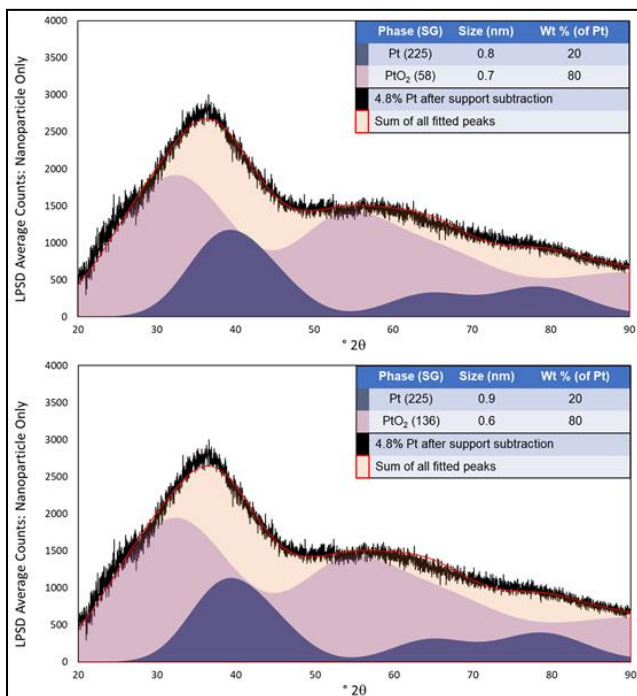 LPSD Average Counts: Nanoparticle Only
4000
3500
3000
2500
2000
1500
1000
500
0
Phase (SG) Size (nm) Wt % (of Pt)
Pt (225) 0.8 20
PtO₂ (58) 0.7 80
4.8% Pt after support subtraction
Sum of all fitted peaks
20 30 40 50 60 70 80 90
° 2θ
LPSD Average Counts: Nanoparticle Only
4000
3500
3000
2500
2000
1500
1000
500
0
Phase (SG) Size (nm) Wt % (of Pt)
Pt (225) 0.9 20
PtO₂ (136) 0.6 80
4.8% Pt after support subtraction
Sum of all fitted peaks
20 30 40 50 60 70 80 90
° 2θ